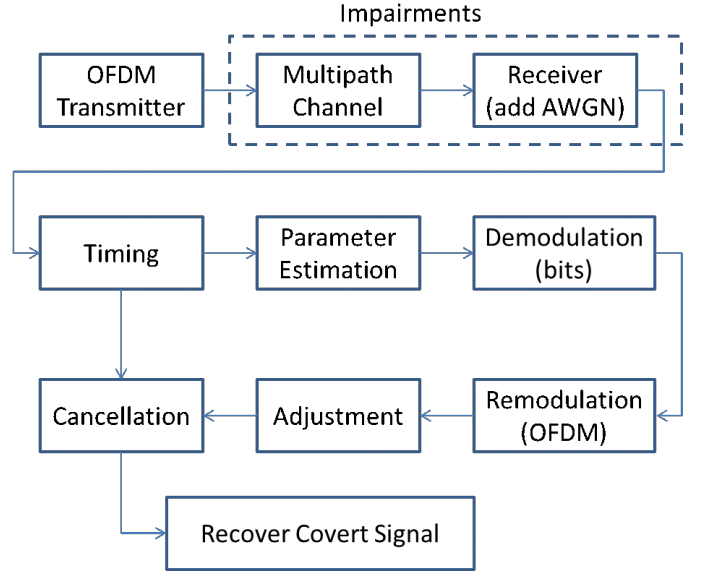 Impairments
OFDM
Transmitter
Multipath
Channel
Receiver
(add AWGN)
Timing
Parameter
Estimation
Demodulation
(bits)
Cancellation
Adjustment
Remodulation
(OFDM)
Recover Covert Signal